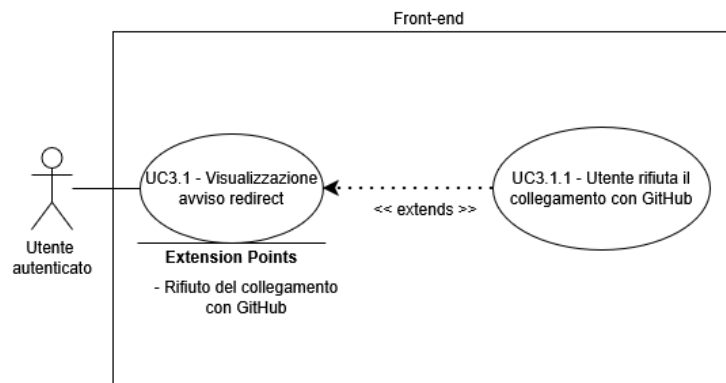 Front-end
UC3.1 - Visualizzazione
avviso redirect
UC3.1.1 - Utente rifiuta il
collegamento con GitHub
<< extends >>
Utente
autenticato
Extension Points
- Rifiuto del collegamento
con GitHub